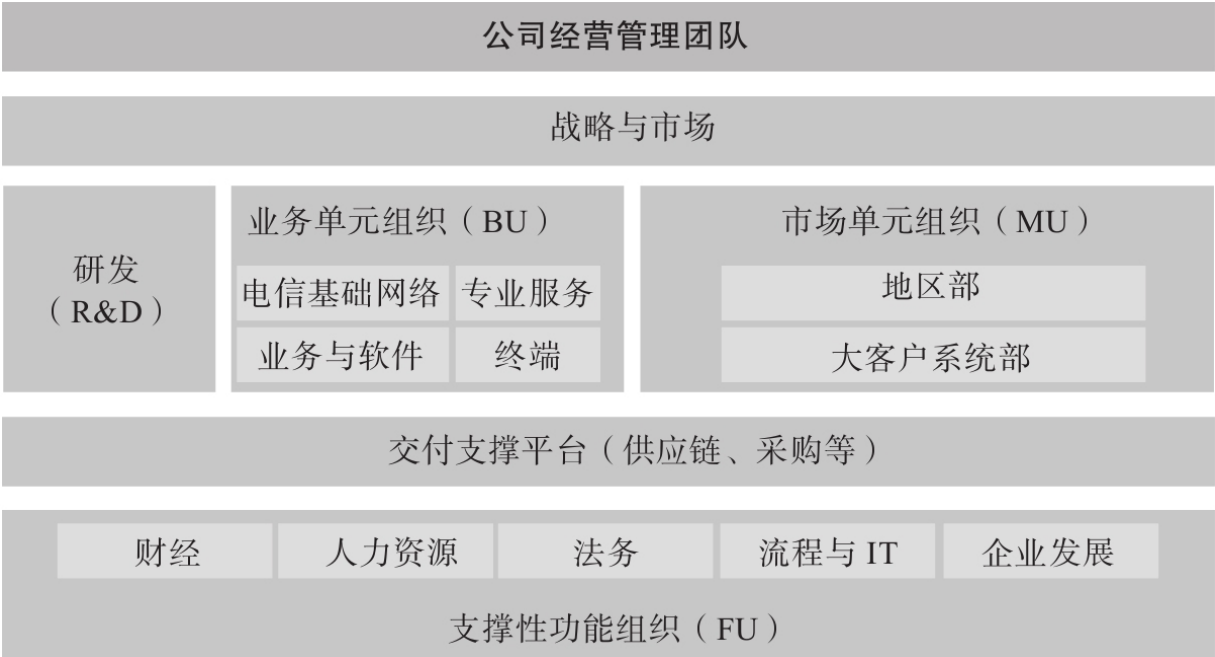 公司经营管理团队
战略与市场
研发
（R&D）
业务单元组织（BU）
电信基础网络
专业服务
业务与软件
终端
市场单元组织（MU）
地区部
大客户系统部
交付支撑平台（供应链、采购等）
财经
人力资源
法务
流程与 IT
企业发展
支撑性功能组织（FU）